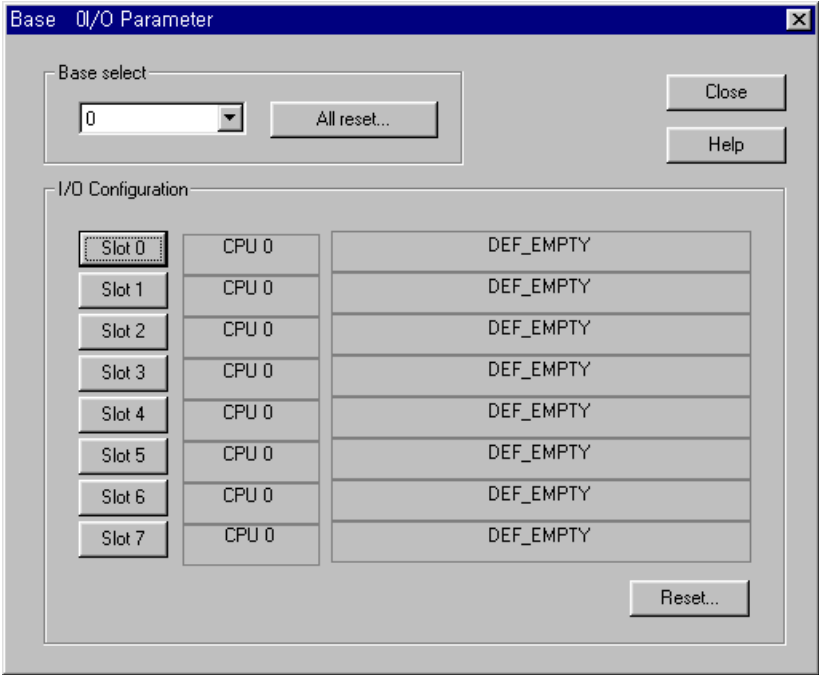 Base 0I/O Parameter
Base select
0
All reset...
Close
Help
I/O Configuration
Slot 0 CPU 0 DEF_EMPTY
Slot 1 CPU 0 DEF_EMPTY
Slot 2 CPU 0 DEF_EMPTY
Slot 3 CPU 0 DEF_EMPTY
Slot 4 CPU 0 DEF_EMPTY
Slot 5 CPU 0 DEF_EMPTY
Slot 6 CPU 0 DEF_EMPTY
Slot 7 CPU 0 DEF_EMPTY
Reset...